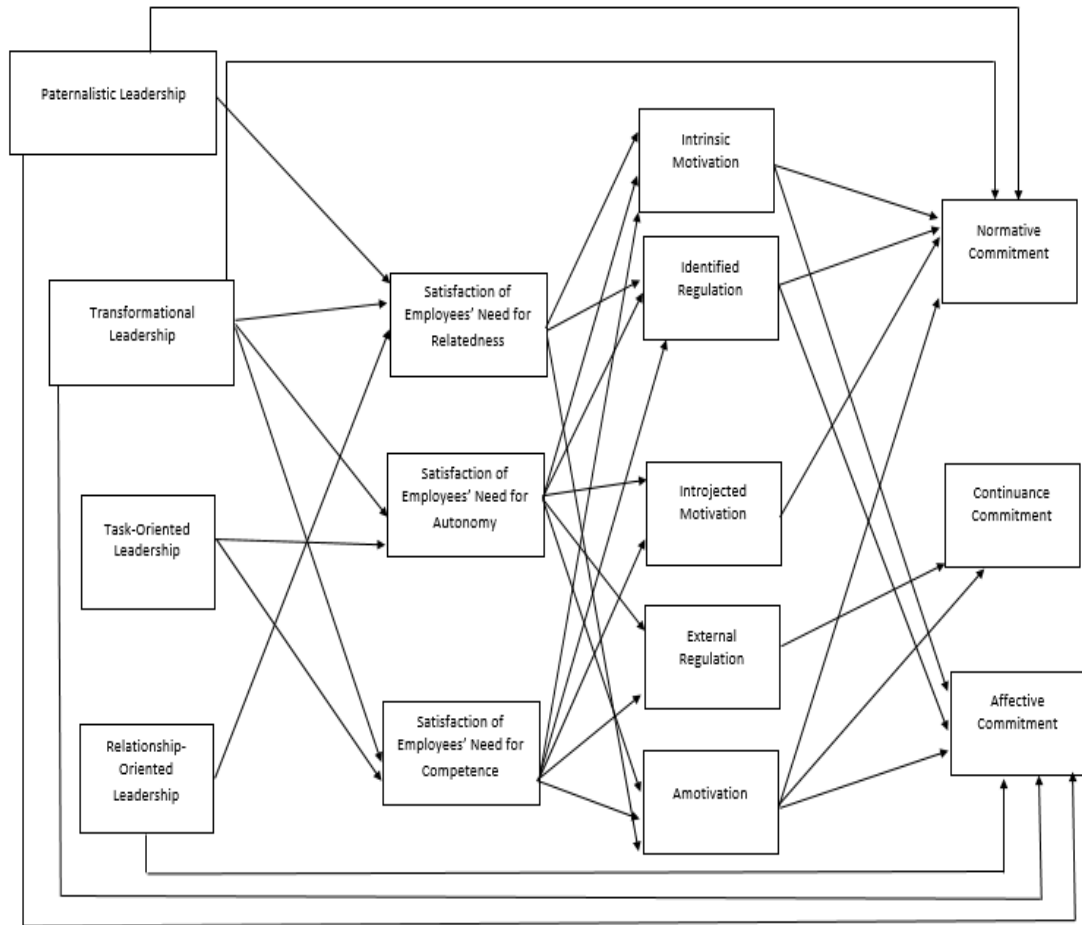 Paternalistic Leadership
Transformational
Leadership
Task-Oriented
Leadership
Relationship-
Oriented
Leadership
Satisfaction of
Employees’ Need for
Relatedness
Satisfaction of
Employees’ Need for
Autonomy
Satisfaction of
Employees’ Need for
Competence
Intrinsic
Motivation
Identified
Regulation
Introjected
Motivation
External
Regulation
Amotivation
Normative
Commitment
Continuance
Commitment
Affective
Commitment